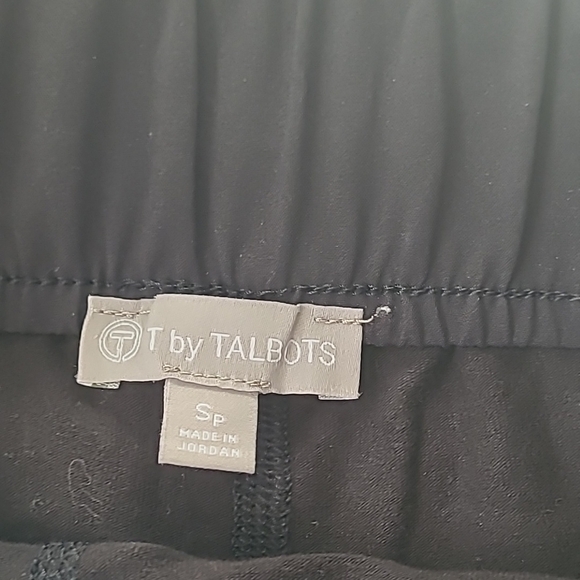 T T by TALBOTS
SP
MADE IN
JORDAN